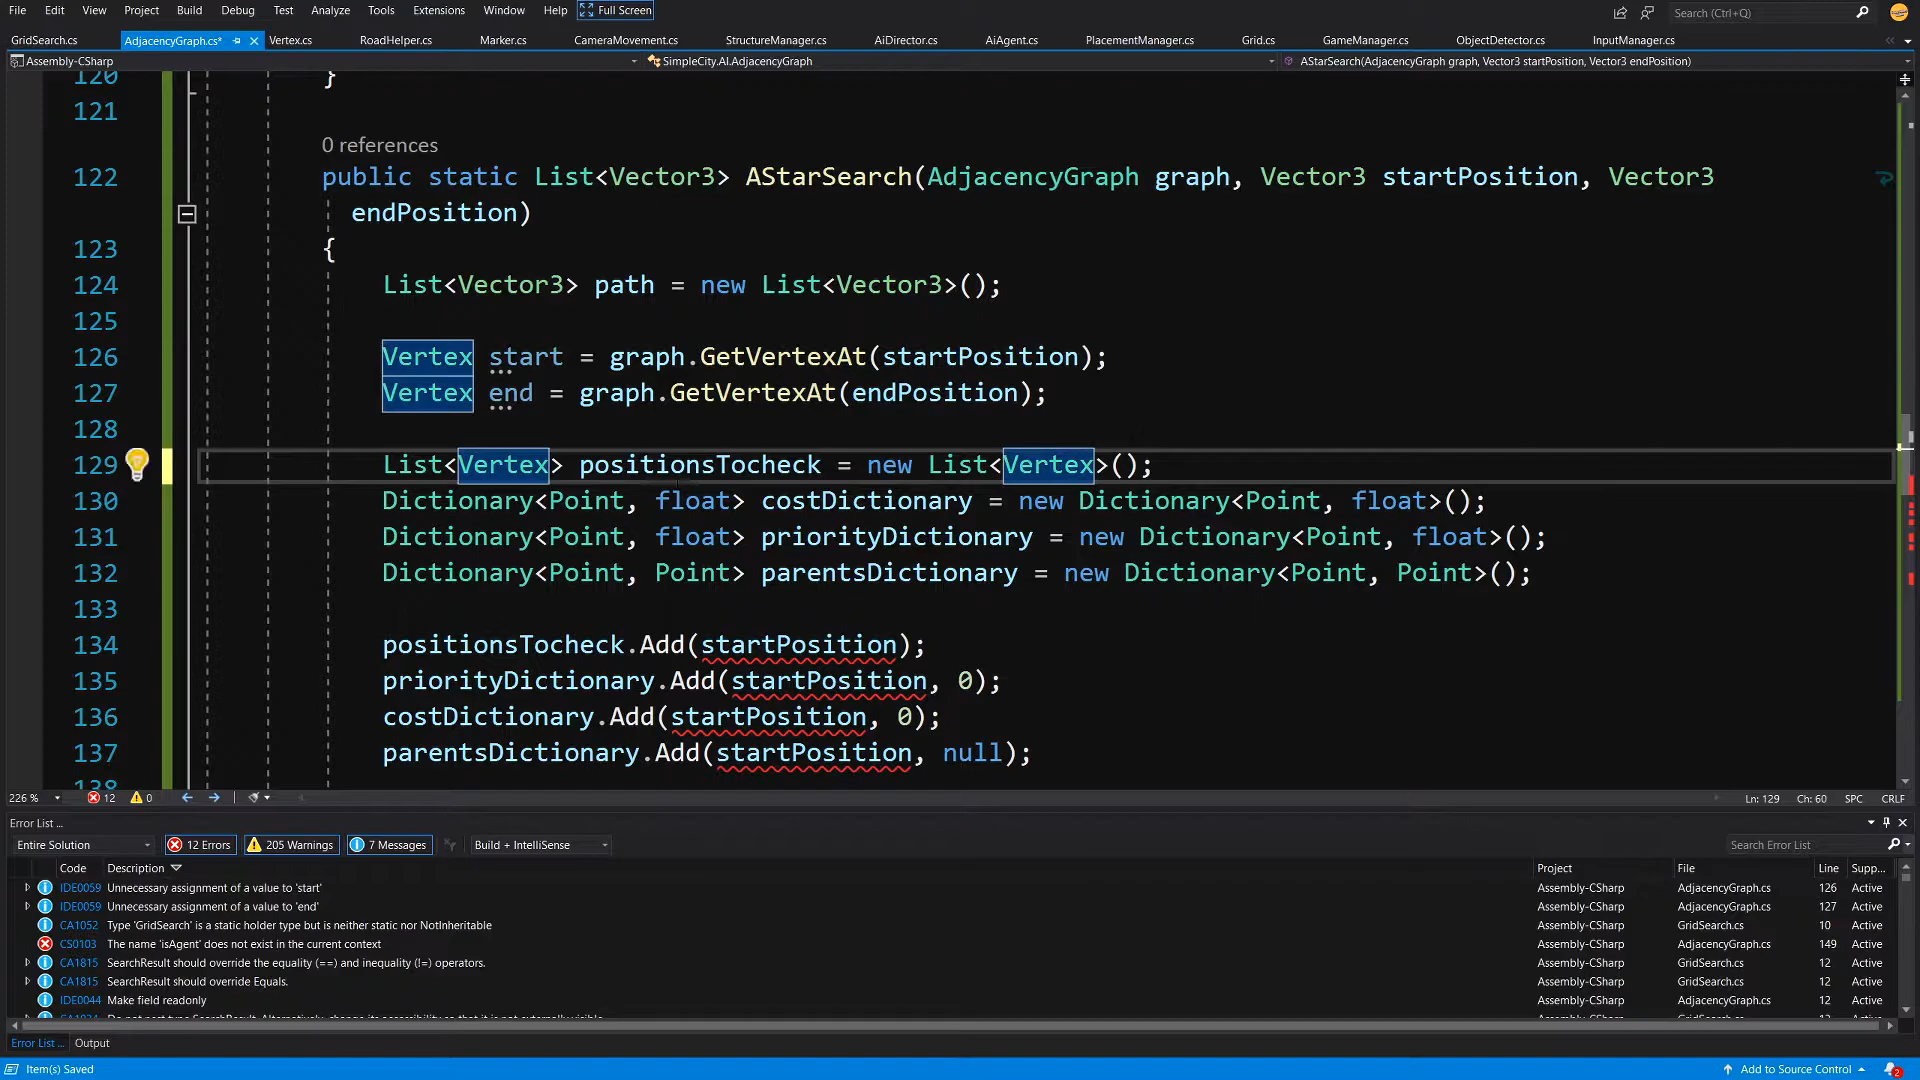 File Edit View Project Build Debug Test Analyze Tools Extensions Window Help Full Screen Search (Ctrl+Q)
GridSearch.cs AdjacencyGraph.cs* Vertex.cs RoadHelper.cs Marker.cs CameraMovement.cs StructureManager.cs AiDirector.cs AiAgent.cs PlacementManager.cs Grid.cs GameManager.cs ObjectDetector.cs InputManager.cs
Assembly-CSharp SimpleCity.AI.AdjacencyGraph AStarSearch(AdjacencyGraph graph, Vector3 startPosition, Vector3 endPosition)
120 }
121
0 references
122 public static List<Vector3> AStarSearch(AdjacencyGraph graph, Vector3 startPosition, Vector3
endPosition)
123 {
124 List<Vector3> path = new List<Vector3>();
125
126 Vertex start = graph.GetVertexAt(startPosition);
127 Vertex end = graph.GetVertexAt(endPosition);
128
129 List<Vertex> positionsTocheck = new List<Vertex>();
130 Dictionary<Point, float> costDictionary = new Dictionary<Point, float>();
131 Dictionary<Point, float> priorityDictionary = new Dictionary<Point, float>();
132 Dictionary<Point, Point> parentsDictionary = new Dictionary<Point, Point>();
133
134 positionsTocheck.Add(startPosition);
135 priorityDictionary.Add(startPosition, 0);
136 costDictionary.Add(startPosition, 0);
137 parentsDictionary.Add(startPosition, null);
138
226 % 12 0 Ln: 129 Ch: 60 SPC CRLF
Error List ...
Entire Solution 12 Errors 205 Warnings 7 Messages Build + IntelliSense Search Error List
Code Description Project File Line Supp...
IDE0059 Unnecessary assignment of a value to 'start' Assembly-CSharp AdjacencyGraph.cs 126 Active
IDE0059 Unnecessary assignment of a value to 'end' Assembly-CSharp AdjacencyGraph.cs 127 Active
CA1052 Type 'GridSearch' is a static holder type but is neither static nor NotInheritable Assembly-CSharp GridSearch.cs 10 Active
CS0103 The name 'isAgent' does not exist in the current context Assembly-CSharp AdjacencyGraph.cs 149 Active
CA1815 SearchResult should override the equality (==) and inequality (!=) operators. Assembly-CSharp GridSearch.cs 12 Active
CA1815 SearchResult should override Equals. Assembly-CSharp GridSearch.cs 12 Active
IDE0044 Make field readonly Assembly-CSharp AdjacencyGraph.cs 12 Active
Error List ... Output
Item(s) Saved Add to Source Control 2